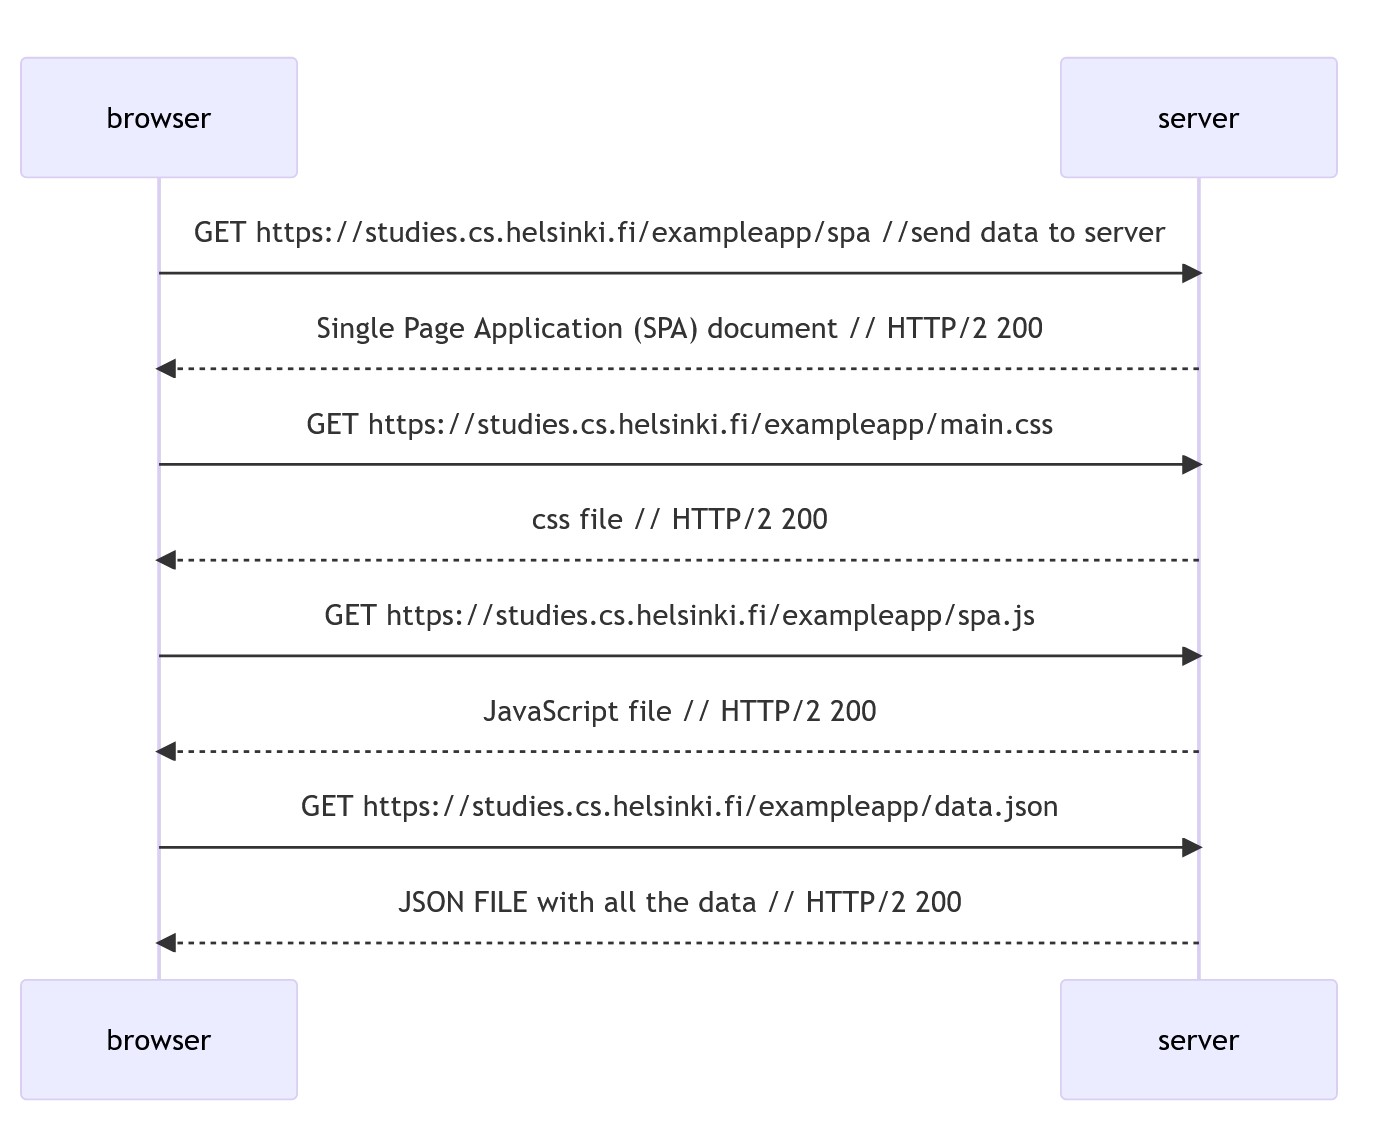 browser
server
GET https://studies.cs.helsinki.fi/exampleapp/spa //send data to server
Single Page Application (SPA) document // HTTP/2 200
GET https://studies.cs.helsinki.fi/exampleapp/main.css
css file // HTTP/2 200
GET https://studies.cs.helsinki.fi/exampleapp/spa.js
JavaScript file // HTTP/2 200
GET https://studies.cs.helsinki.fi/exampleapp/data.json
JSON FILE with all the data // HTTP/2 200
browser
server